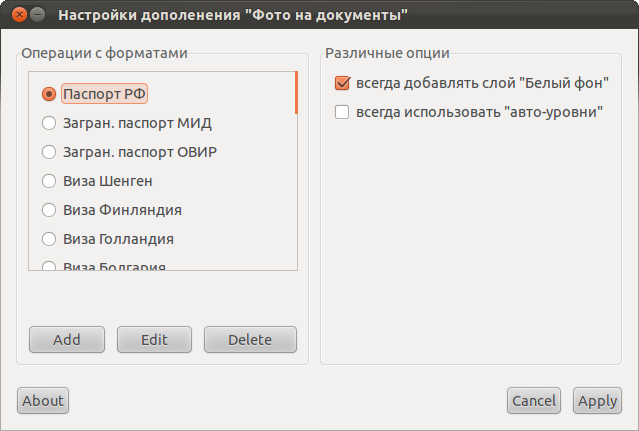 Настройки дополенения "Фото на документы"
Операции с форматами
Паспорт РФ
Загран. паспорт МИД
Загран. паспорт ОВИР
Виза Шенген
Виза Финляндия
Виза Голландия
Виза Болгария
Add Edit Delete
Различные опции
всегда добавлять слой "Белый фон"
всегда использовать "авто-уровни"
About Cancel Apply